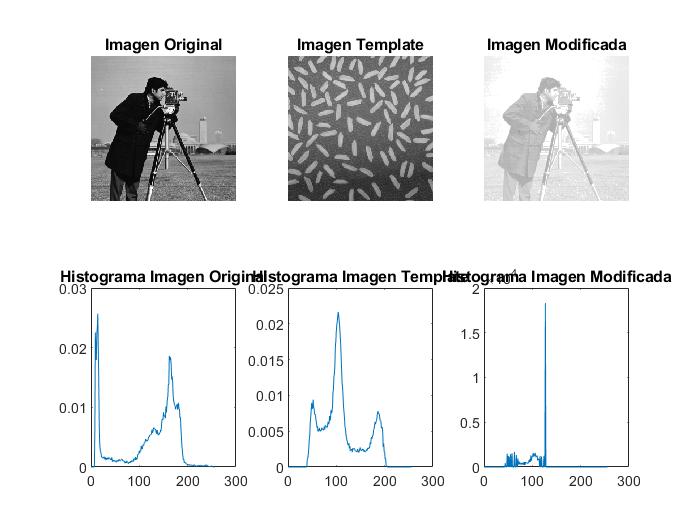 Imagen Original
Imagen Template
Imagen Modificada
Histograma Imagen Original
Histograma Imagen Template
Histograma Imagen Modificada
0.03
0.02
0.01
0
0 100 200 300
0.025
0.02
0.015
0.01
0.005
0
0 100 200 300
2
1.5
1
0.5
0
0 100 200 300